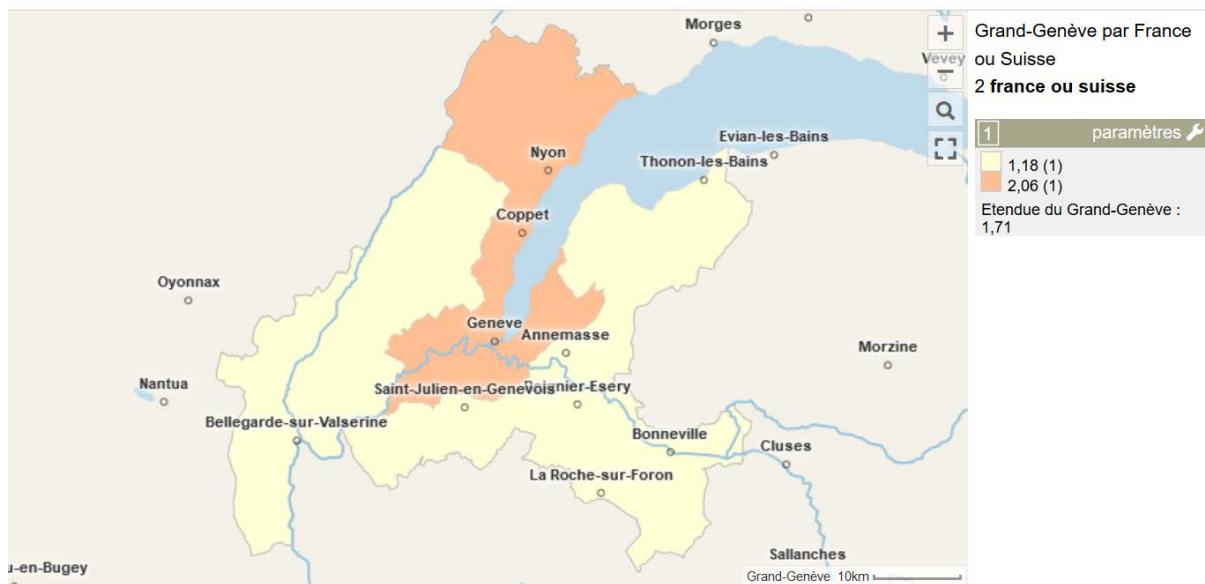 Morges
Vevey
Evian-les-Bains
Thonon-les-Bains
Nyon
Coppet
Oyonnax
Geneve
Annemasse
Morzine
Nantua
Saint-Julien-en-Genevois
Reignier-Esery
Bellegarde-sur-Valserine
Bonneville
Cluses
La Roche-sur-Foron
Sallanches
u-en-Bugey
Grand-Genève 10km
Grand-Genève par France
ou Suisse
2 france ou suisse
1 paramètres
1,18 (1)
2,06 (1)
Etendue du Grand-Genève :
1,71